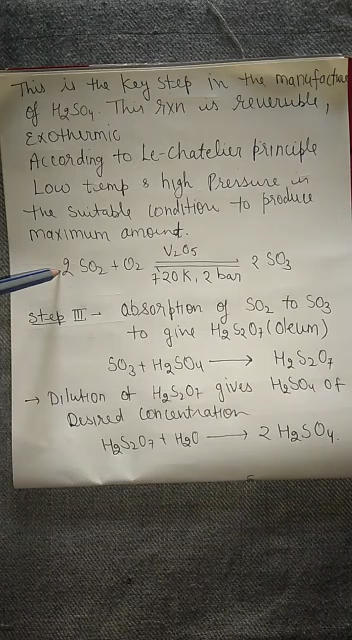 This is the Key step in the manufactur
of H₂SO₄. This rxn is reversible,
Exothermic
According to Le-Chatelier principle
Low temp & high Pressure is
the suitable condition to produce
maximum amount.
V₂O₅
2 SO₂ + O₂ 2 SO₃
720 K, 2 bar
Step III - absorption of SO₂ to SO₃
to give H₂S₂O₇ (Oleum)
SO₃ + H₂SO₄ ⟶ H₂S₂O₇
→ Dilution of H₂S₂O₇ gives H₂SO₄ of
Desired concentration
H₂S₂O₇ + H₂O ⟶ 2 H₂SO₄.